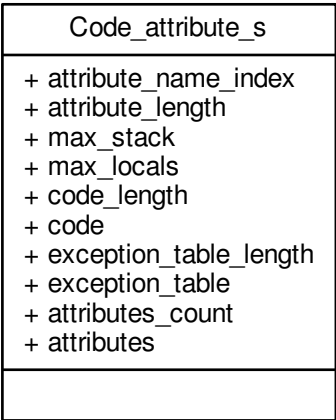 Code_attribute_s
+ attribute_name_index
+ attribute_length
+ max_stack
+ max_locals
+ code_length
+ code
+ exception_table_length
+ exception_table
+ attributes_count
+ attributes